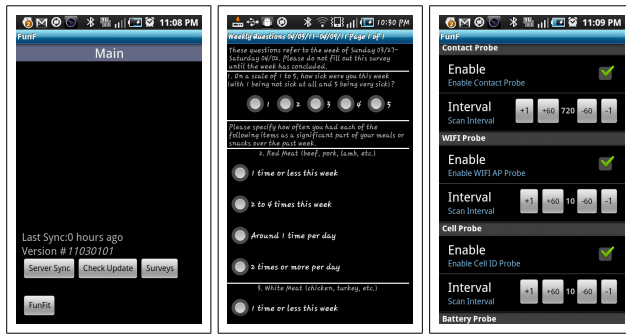 11:08 PM
FunF
Main
Last Sync:0 hours ago
Version #11030101
Server Sync
Check Update
Surveys
FunFit
10:30 PM
Weekly Questions 04/03/11-04/09/11 Page 1 of 1
These questions refer to the week of Sunday 03/27-
Saturday 04/02. Please do not fill out this survey
until the week has concluded.
1. On a scale of 1 to 5, how sick were you this week
(with 1 being not sick at all and 5 being very sick)?
1 2 3 4 5
Please specify how often you had each of the
following items as a significant part of your meals or
snacks over the past week.
2. Red Meat (beef, pork, lamb, etc.)
1 time or less this week
2 to 4 times this week
Around 1 time per day
2 times or more per day
3. White Meat (chicken, turkey, etc.)
1 time or less this week
11:09 PM
FunF
Contact Probe
Enable
Enable Contact Probe
Interval
Scan Interval
+1 +60 720 -60 -1
WIFI Probe
Enable
Enable WIFI AP Probe
Interval
Scan Interval
+1 +60 10 -60 -1
Cell Probe
Enable
Enable Cell ID Probe
Interval
Scan Interval
+1 +60 10 -60 -1
Battery Probe